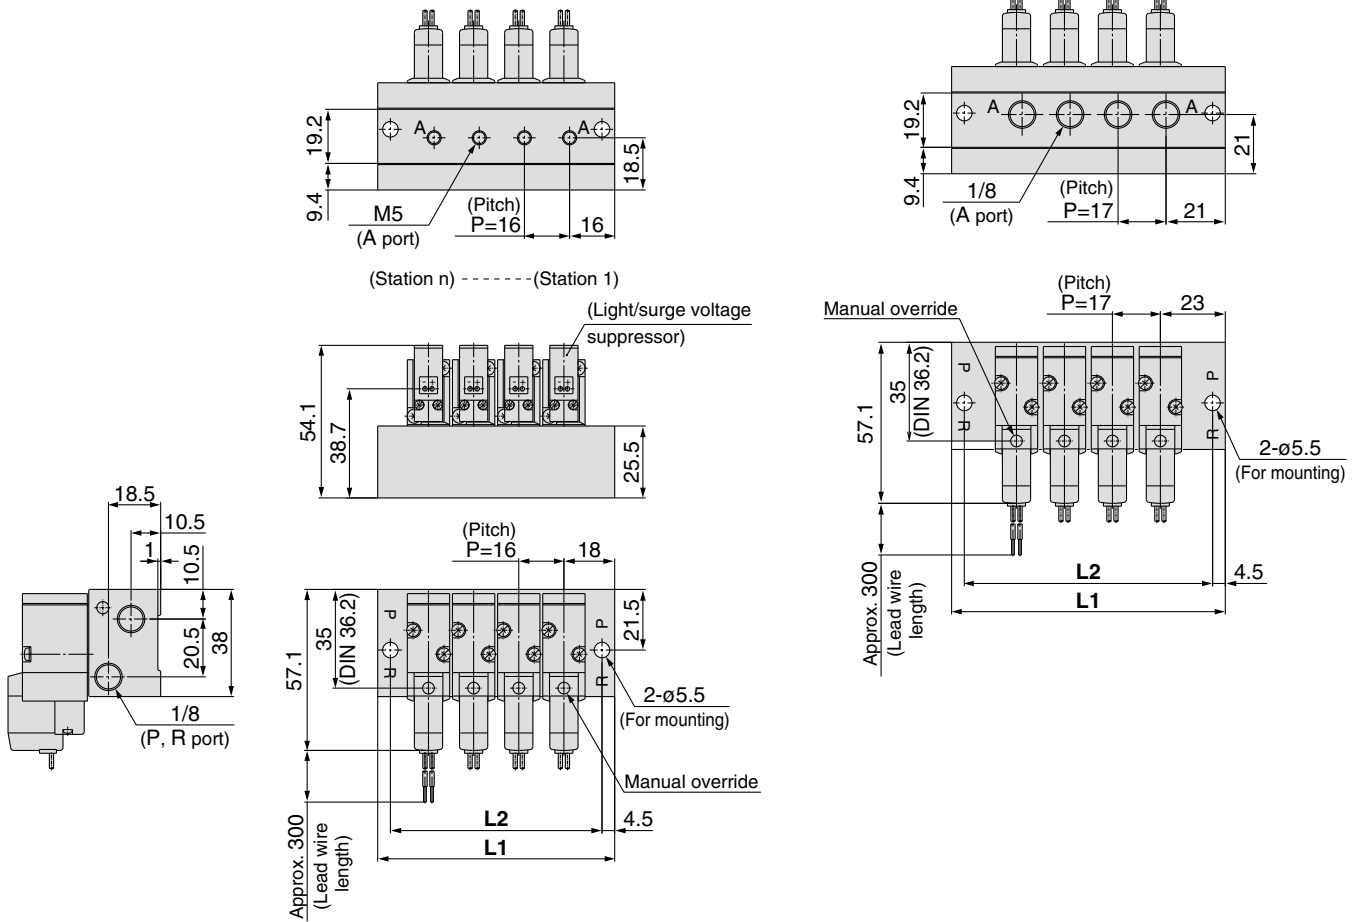 A
A
19.2
9.4
18.5
M5
(A port)
(Pitch)
P=16
16
A
A
19.2
9.4
21
1/8
(A port)
(Pitch)
P=17
21
(Station n) ------- (Station 1)
(Light/surge voltage
suppressor)
54.1
38.7
25.5
Manual override
(Pitch)
P=17
23
57.1
35
(DIN 36.2)
P
R
P
R
2-ø5.5
(For mounting)
Approx. 300
(Lead wire
length)
L2
4.5
L1
18.5
10.5
1
10.5
20.5
38
1/8
(P, R port)
(Pitch)
P=16
18
57.1
35
(DIN 36.2)
P
R
P
R
21.5
2-ø5.5
(For mounting)
Manual override
Approx. 300
(Lead wire
length)
L2
4.5
L1